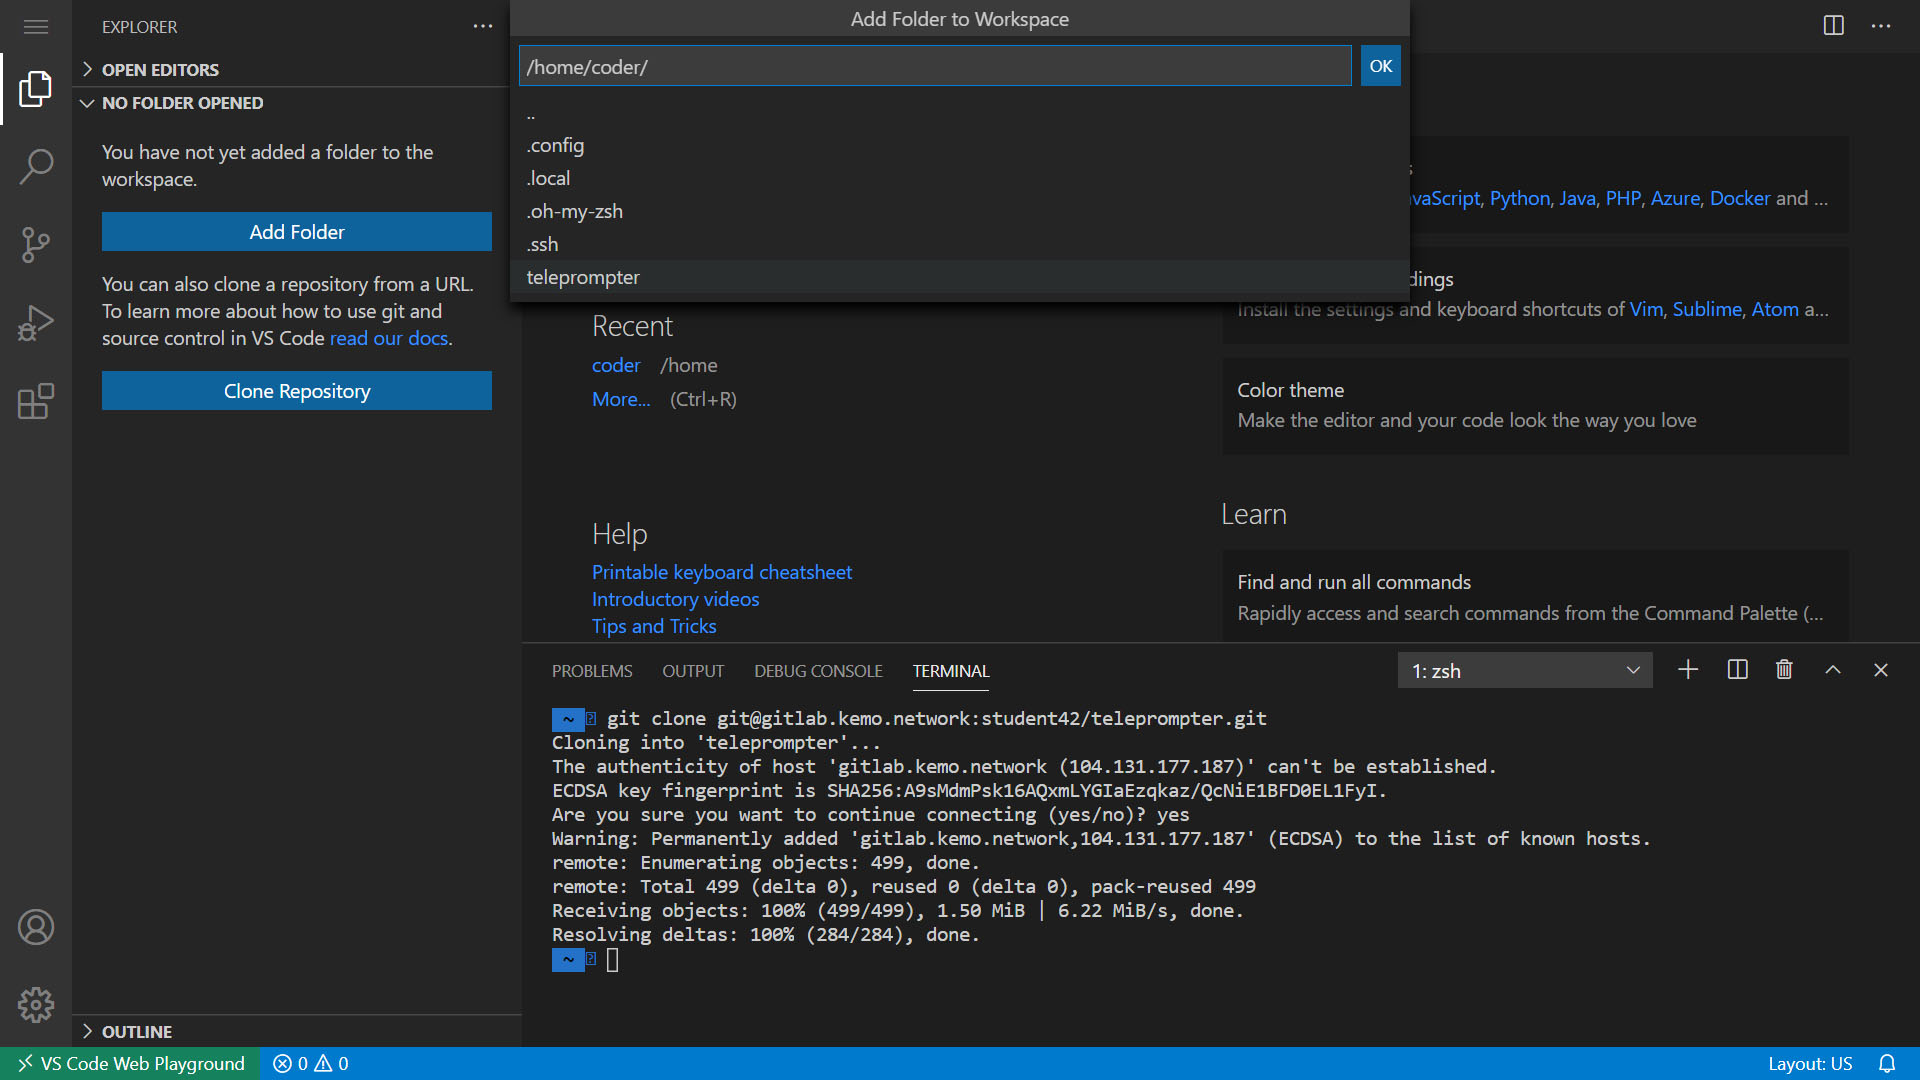 EXPLORER
OPEN EDITORS
NO FOLDER OPENED
You have not yet added a folder to the
workspace.
Add Folder
You can also clone a repository from a URL.
To learn more about how to use git and
source control in VS Code read our docs.
Clone Repository
OUTLINE
Add Folder to Workspace
/home/coder/
OK
..
.config
.local
.oh-my-zsh
.ssh
teleprompter
Recent
coder /home
More... (Ctrl+R)
Help
Printable keyboard cheatsheet
Introductory videos
Tips and Tricks
s
vaScript, Python, Java, PHP, Azure, Docker and ...
dings
Install the settings and keyboard shortcuts of Vim, Sublime, Atom a...
Color theme
Make the editor and your code look the way you love
Learn
Find and run all commands
Rapidly access and search commands from the Command Palette (...
PROBLEMS OUTPUT DEBUG CONSOLE TERMINAL 1: zsh
~ git clone git@gitlab.kemo.network:student42/teleprompter.git
Cloning into 'teleprompter'...
The authenticity of host 'gitlab.kemo.network (104.131.177.187)' can't be established.
ECDSA key fingerprint is SHA256:A9sMdmPsk16AQxmLYGIaEzqkaz/QcNiE1BFD0EL1FyI.
Are you sure you want to continue connecting (yes/no)? yes
Warning: Permanently added 'gitlab.kemo.network,104.131.177.187' (ECDSA) to the list of known hosts.
remote: Enumerating objects: 499, done.
remote: Total 499 (delta 0), reused 0 (delta 0), pack-reused 499
Receiving objects: 100% (499/499), 1.50 MiB | 6.22 MiB/s, done.
Resolving deltas: 100% (284/284), done.
~
VS Code Web Playground 0 0 Layout: US